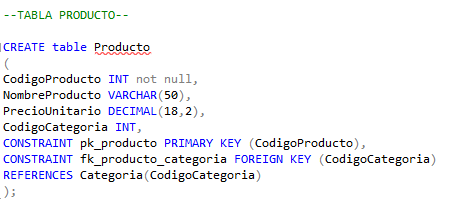 --TABLA PRODUCTO--
CREATE table Producto
(
CodigoProducto INT not null,
NombreProducto VARCHAR(50),
PrecioUnitario DECIMAL(18,2),
CodigoCategoria INT,
CONSTRAINT pk_producto PRIMARY KEY (CodigoProducto),
CONSTRAINT fk_producto_categoria FOREIGN KEY (CodigoCategoria)
REFERENCES Categoria(CodigoCategoria)
);